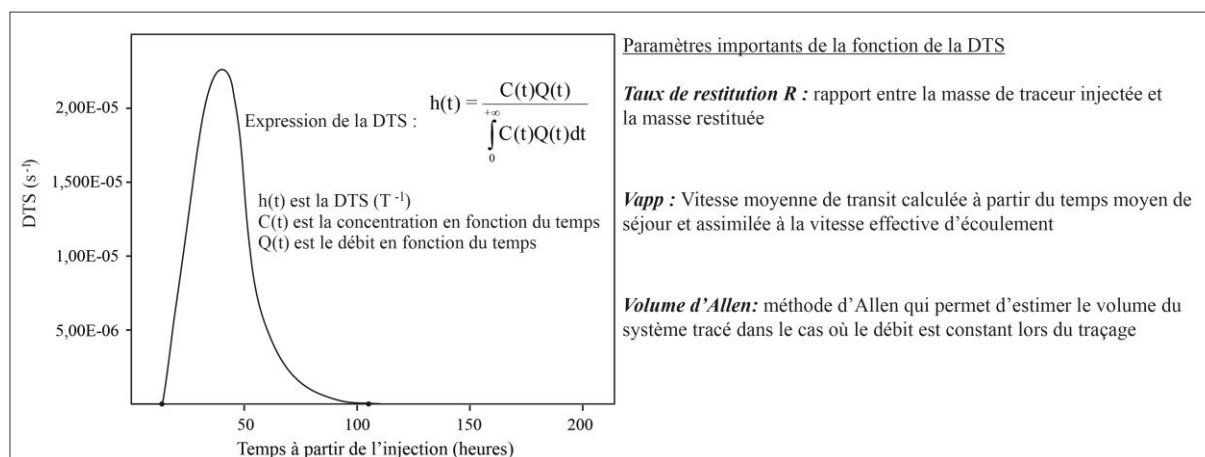 Paramètres importants de la fonction de la DTS
Taux de restitution R : rapport entre la masse de traceur injectée et
la masse restituée
Vapp : Vitesse moyenne de transit calculée à partir du temps moyen de
séjour et assimilée à la vitesse effective d'écoulement
Volume d'Allen: méthode d'Allen qui permet d'estimer le volume du
système tracé dans le cas où le débit est constant lors du traçage
DTS (s⁻¹)
2,00E-05
1,500E-05
1,00E-05
5,00E-06
Expression de la DTS : h(t) = C(t)Q(t) / ∫₀^{+∞} C(t)Q(t)dt
h(t) est la DTS (T⁻¹)
C(t) est la concentration en fonction du temps
Q(t) est le débit en fonction du temps
50 100 150 200
Temps à partir de l'injection (heures)